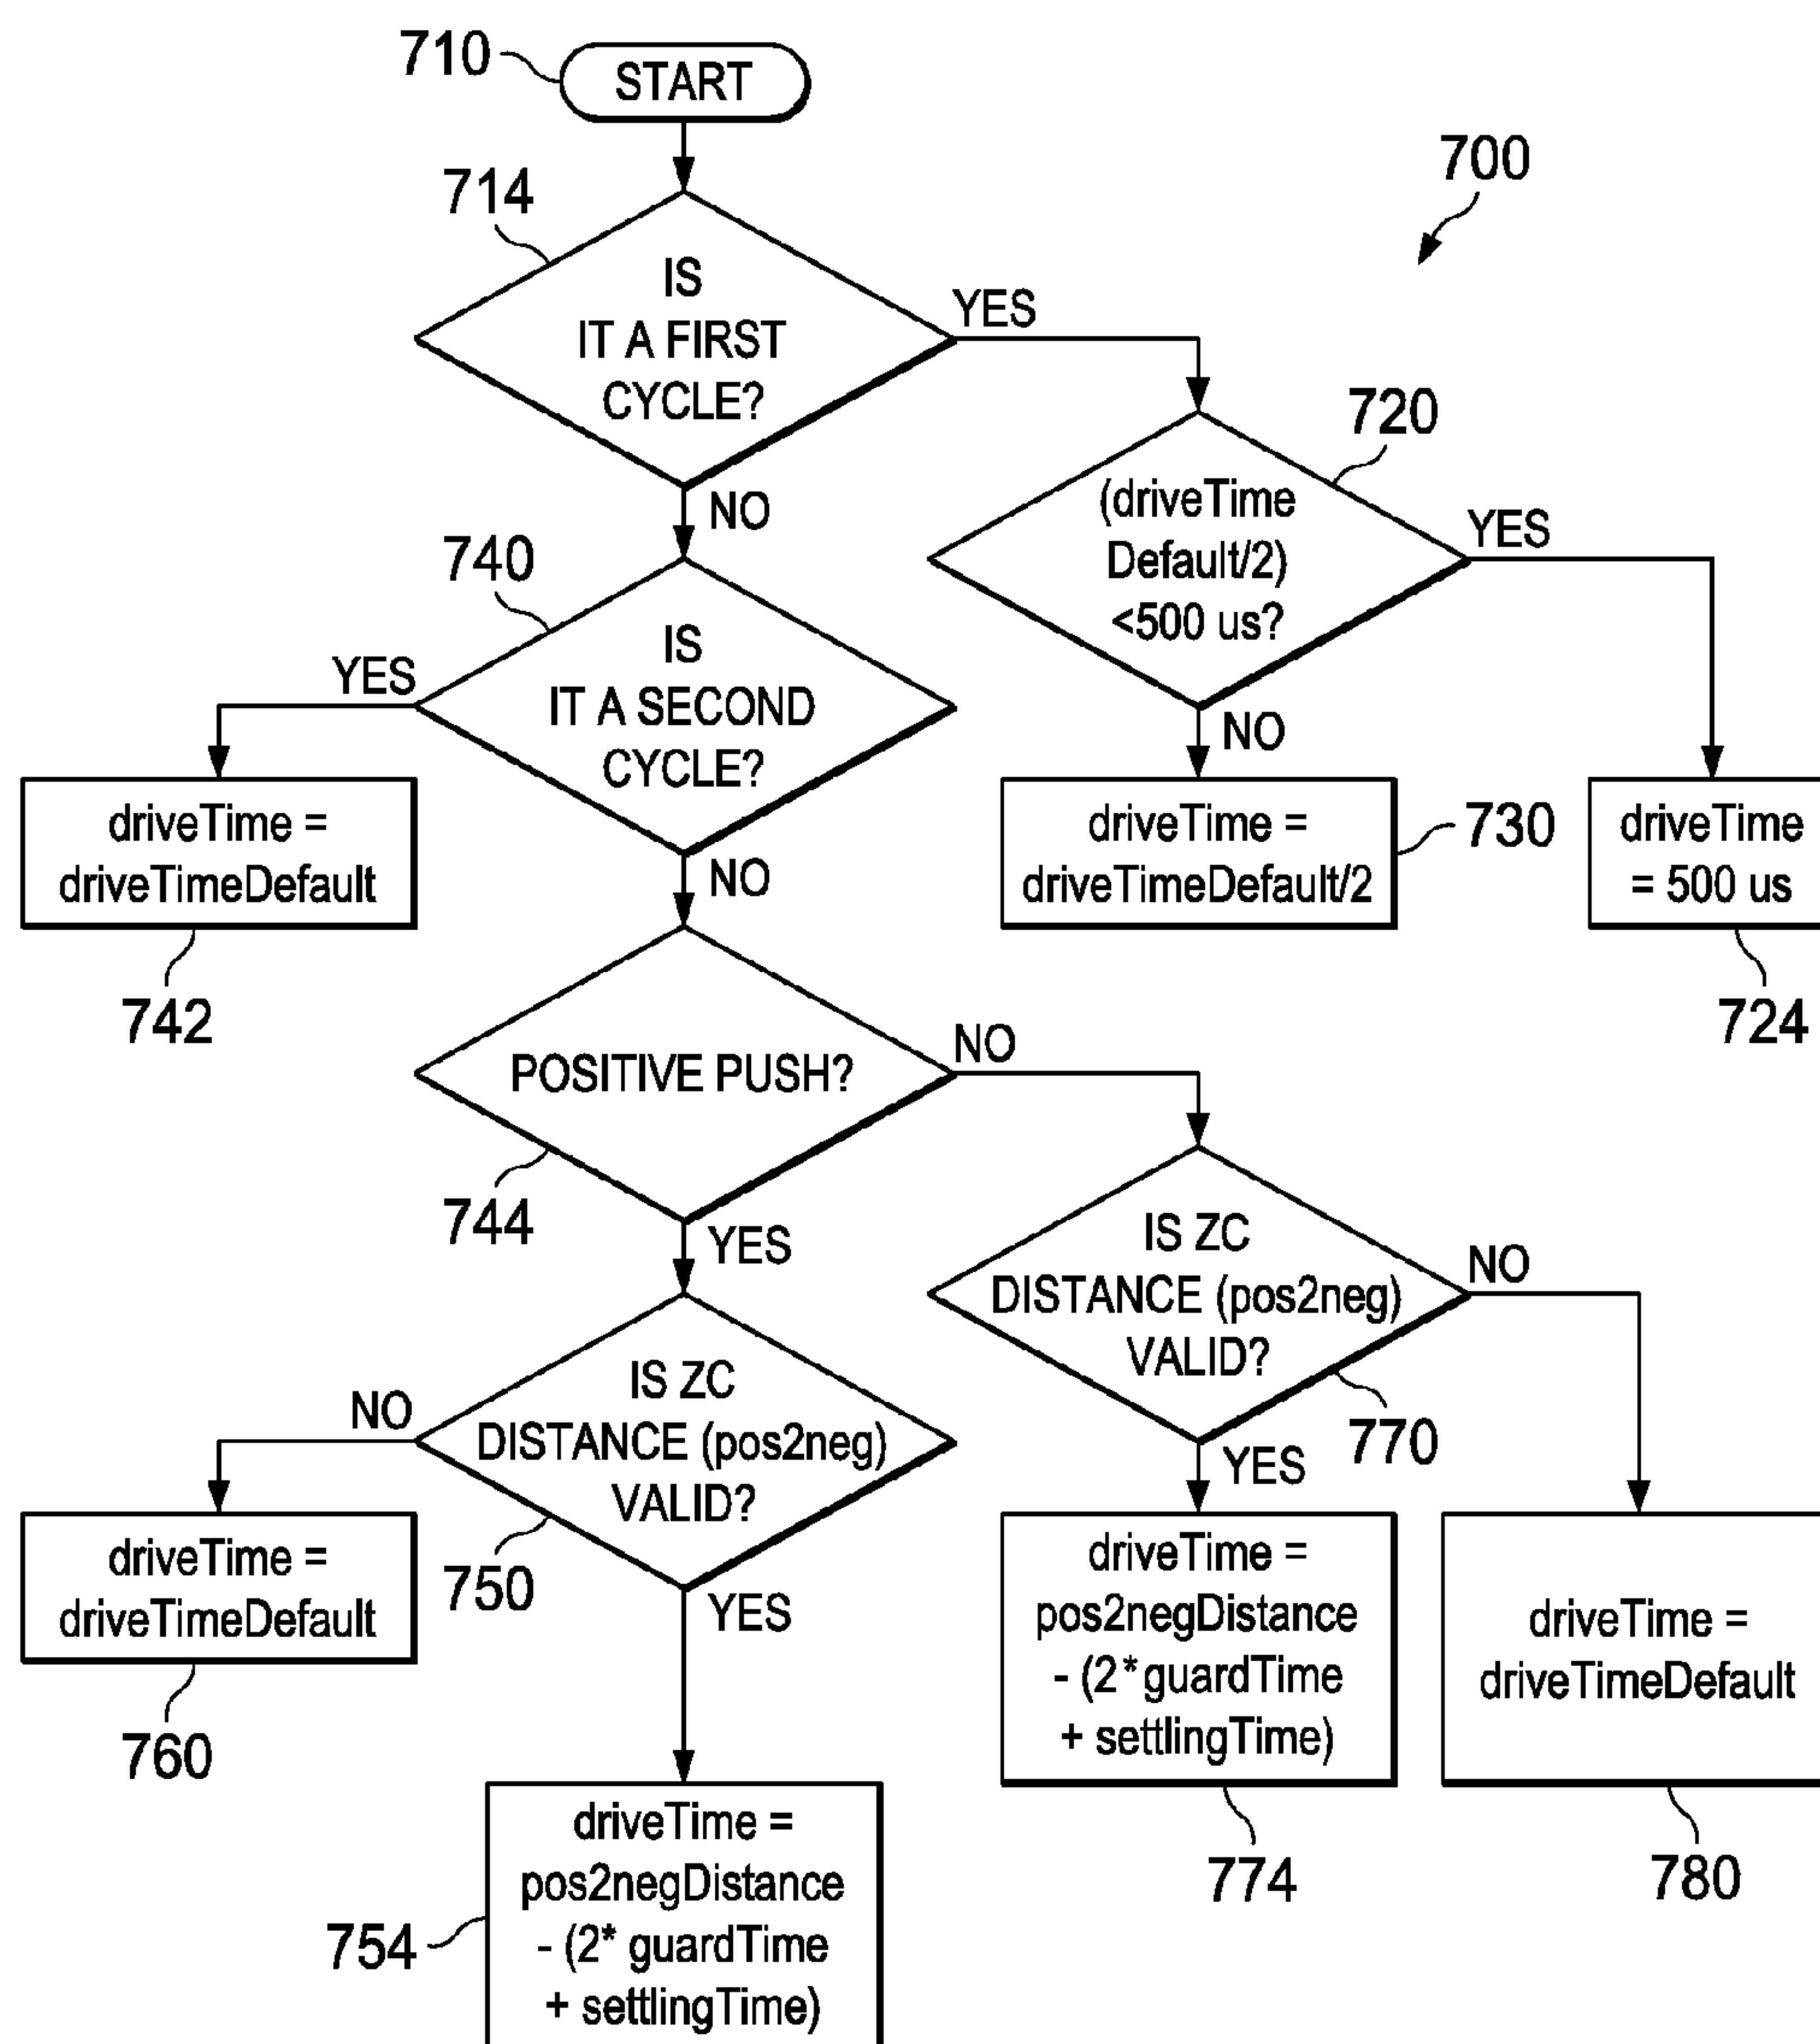 710
START
700
714
IS
IT A FIRST
CYCLE?
YES
NO
720
(driveTime
Default/2)
<500 us?
YES
NO
740
IS
IT A SECOND
CYCLE?
YES
NO
driveTime =
driveTimeDefault
742
driveTime =
driveTimeDefault/2
730
driveTime
= 500 us
724
POSITIVE PUSH?
NO
744
YES
IS ZC
DISTANCE (pos2neg)
VALID?
NO
770
YES
IS ZC
DISTANCE (pos2neg)
VALID?
NO
750
YES
driveTime =
driveTimeDefault
760
driveTime =
pos2negDistance
- (2*guardTime
+ settlingTime)
774
driveTime =
driveTimeDefault
780
driveTime =
pos2negDistance
- (2* guardTime
+ settlingTime)
754